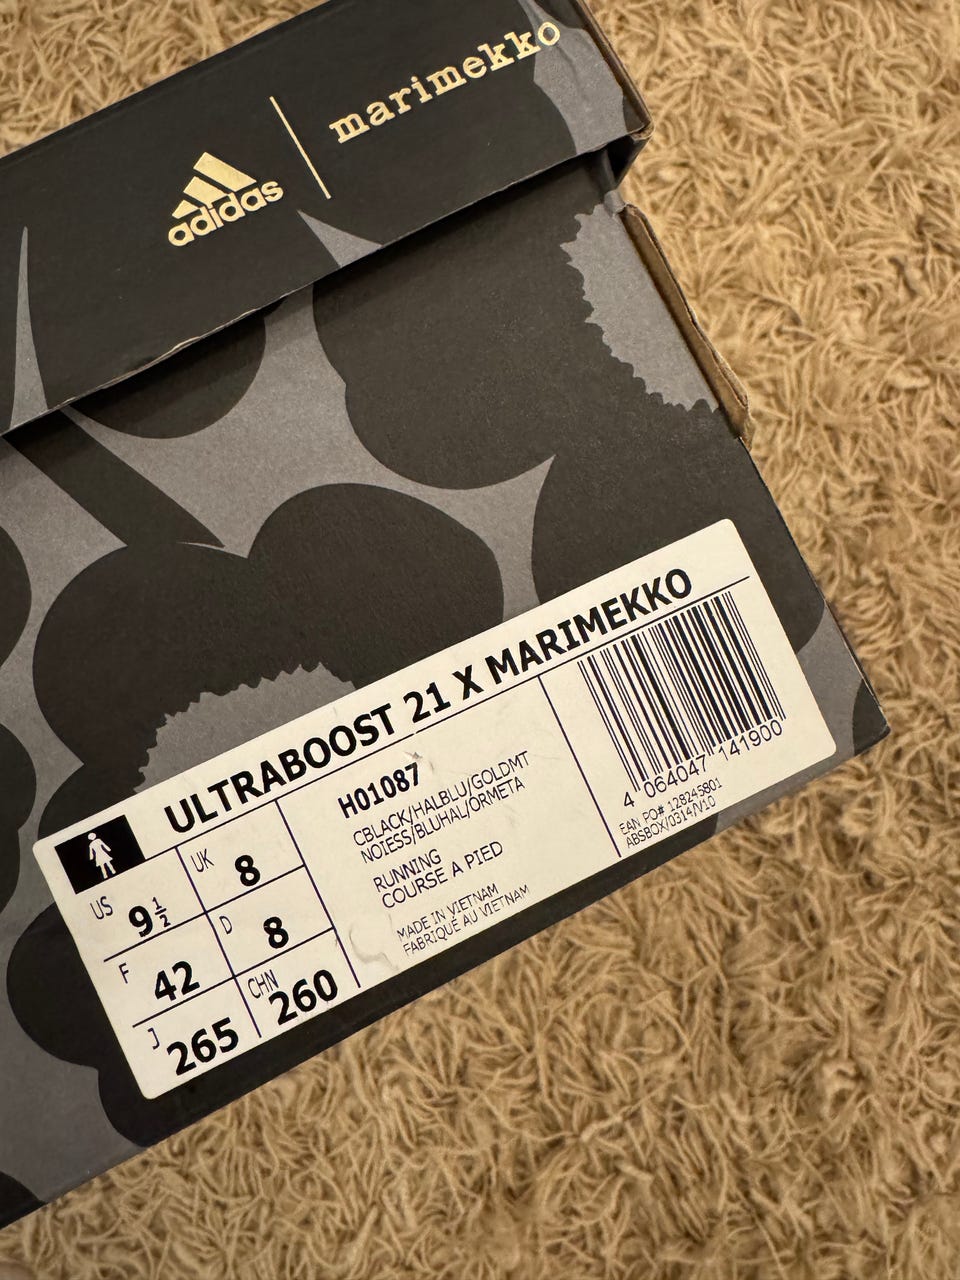 adidas | marimekko
ULTRABOOST 21 X MARIMEKKO
US 9 ½
UK 8
F 42
D 8
J 265
CHN 260
H01087
CBLACK/HALBLU/GOLDMT
NOIESS/BLUHAL/ORMETA
RUNNING
COURSE A PIED
MADE IN VIETNAM
FABRIQUÉ AU VIETNAM
4 064047 141900
EAN PO# 128245801
ABSBOX/0314/V10